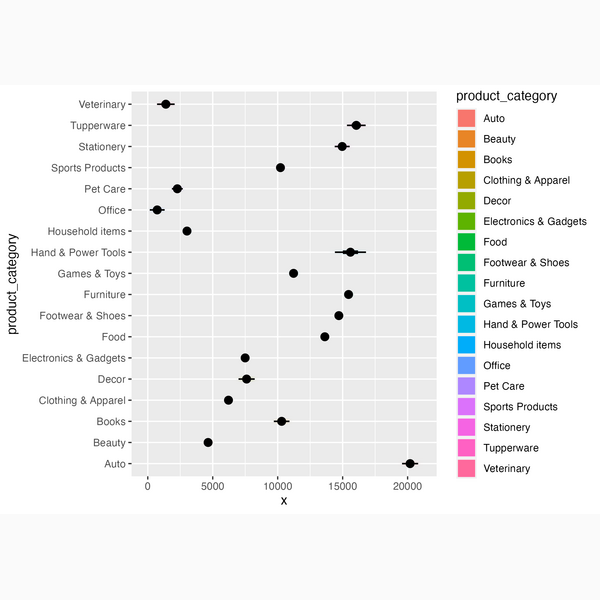 product_category
Veterinary
Tupperware
Stationery
Sports Products
Pet Care
Office
Household items
Hand & Power Tools
Games & Toys
Furniture
Footwear & Shoes
Food
Electronics & Gadgets
Decor
Clothing & Apparel
Books
Beauty
Auto
0 5000 10000 15000 20000
x
product_category
Auto
Beauty
Books
Clothing & Apparel
Decor
Electronics & Gadgets
Food
Footwear & Shoes
Furniture
Games & Toys
Hand & Power Tools
Household items
Office
Pet Care
Sports Products
Stationery
Tupperware
Veterinary